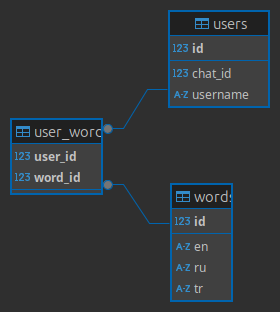 users
123 id
123 chat_id
A-Z username
user_word
123 user_id
123 word_id
words
123 id
A-Z en
A-Z ru
A-Z tr